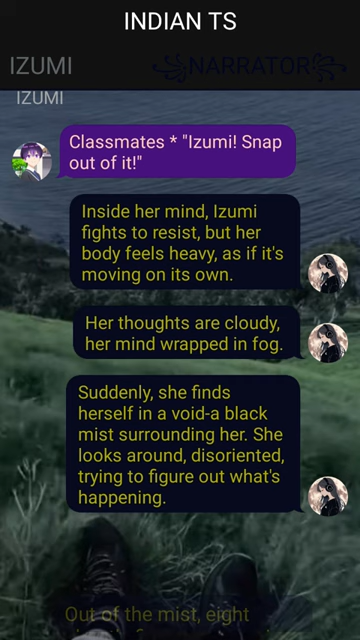 INDIAN TS
IZUMI
꧁NARRATOR꧂
IZUMI
Classmates * "Izumi! Snap
out of it!"
Inside her mind, Izumi
fights to resist, but her
body feels heavy, as if it's
moving on its own.
Her thoughts are cloudy,
her mind wrapped in fog.
Suddenly, she finds
herself in a void-a black
mist surrounding her. She
looks around, disoriented,
trying to figure out what's
happening.
Out of the mist, eight